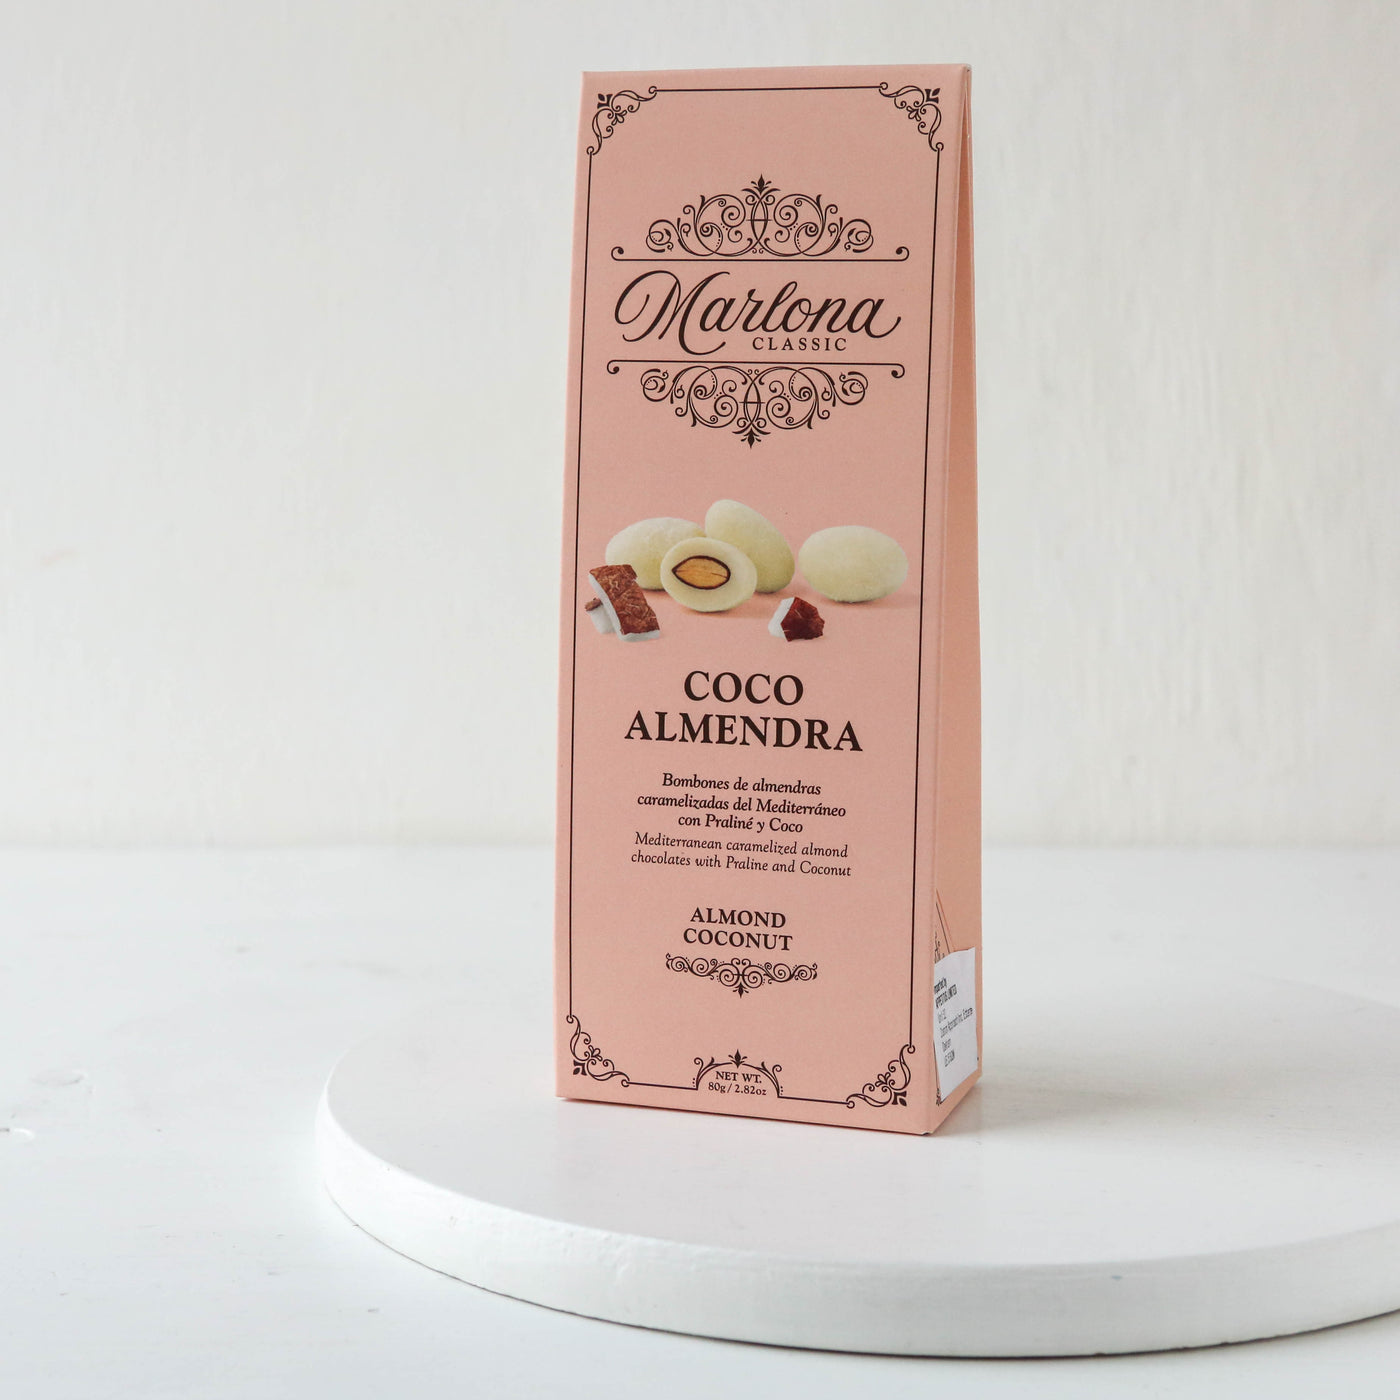 Marlona
CLASSIC
COCO
ALMENDRA
Bombones de almendras
caramelizadas del Mediterráneo
con Praliné y Coco
Mediterranean caramelized almond
chocolates with Praline and Coconut
ALMOND
COCONUT
NET WT.
80g / 2.82oz